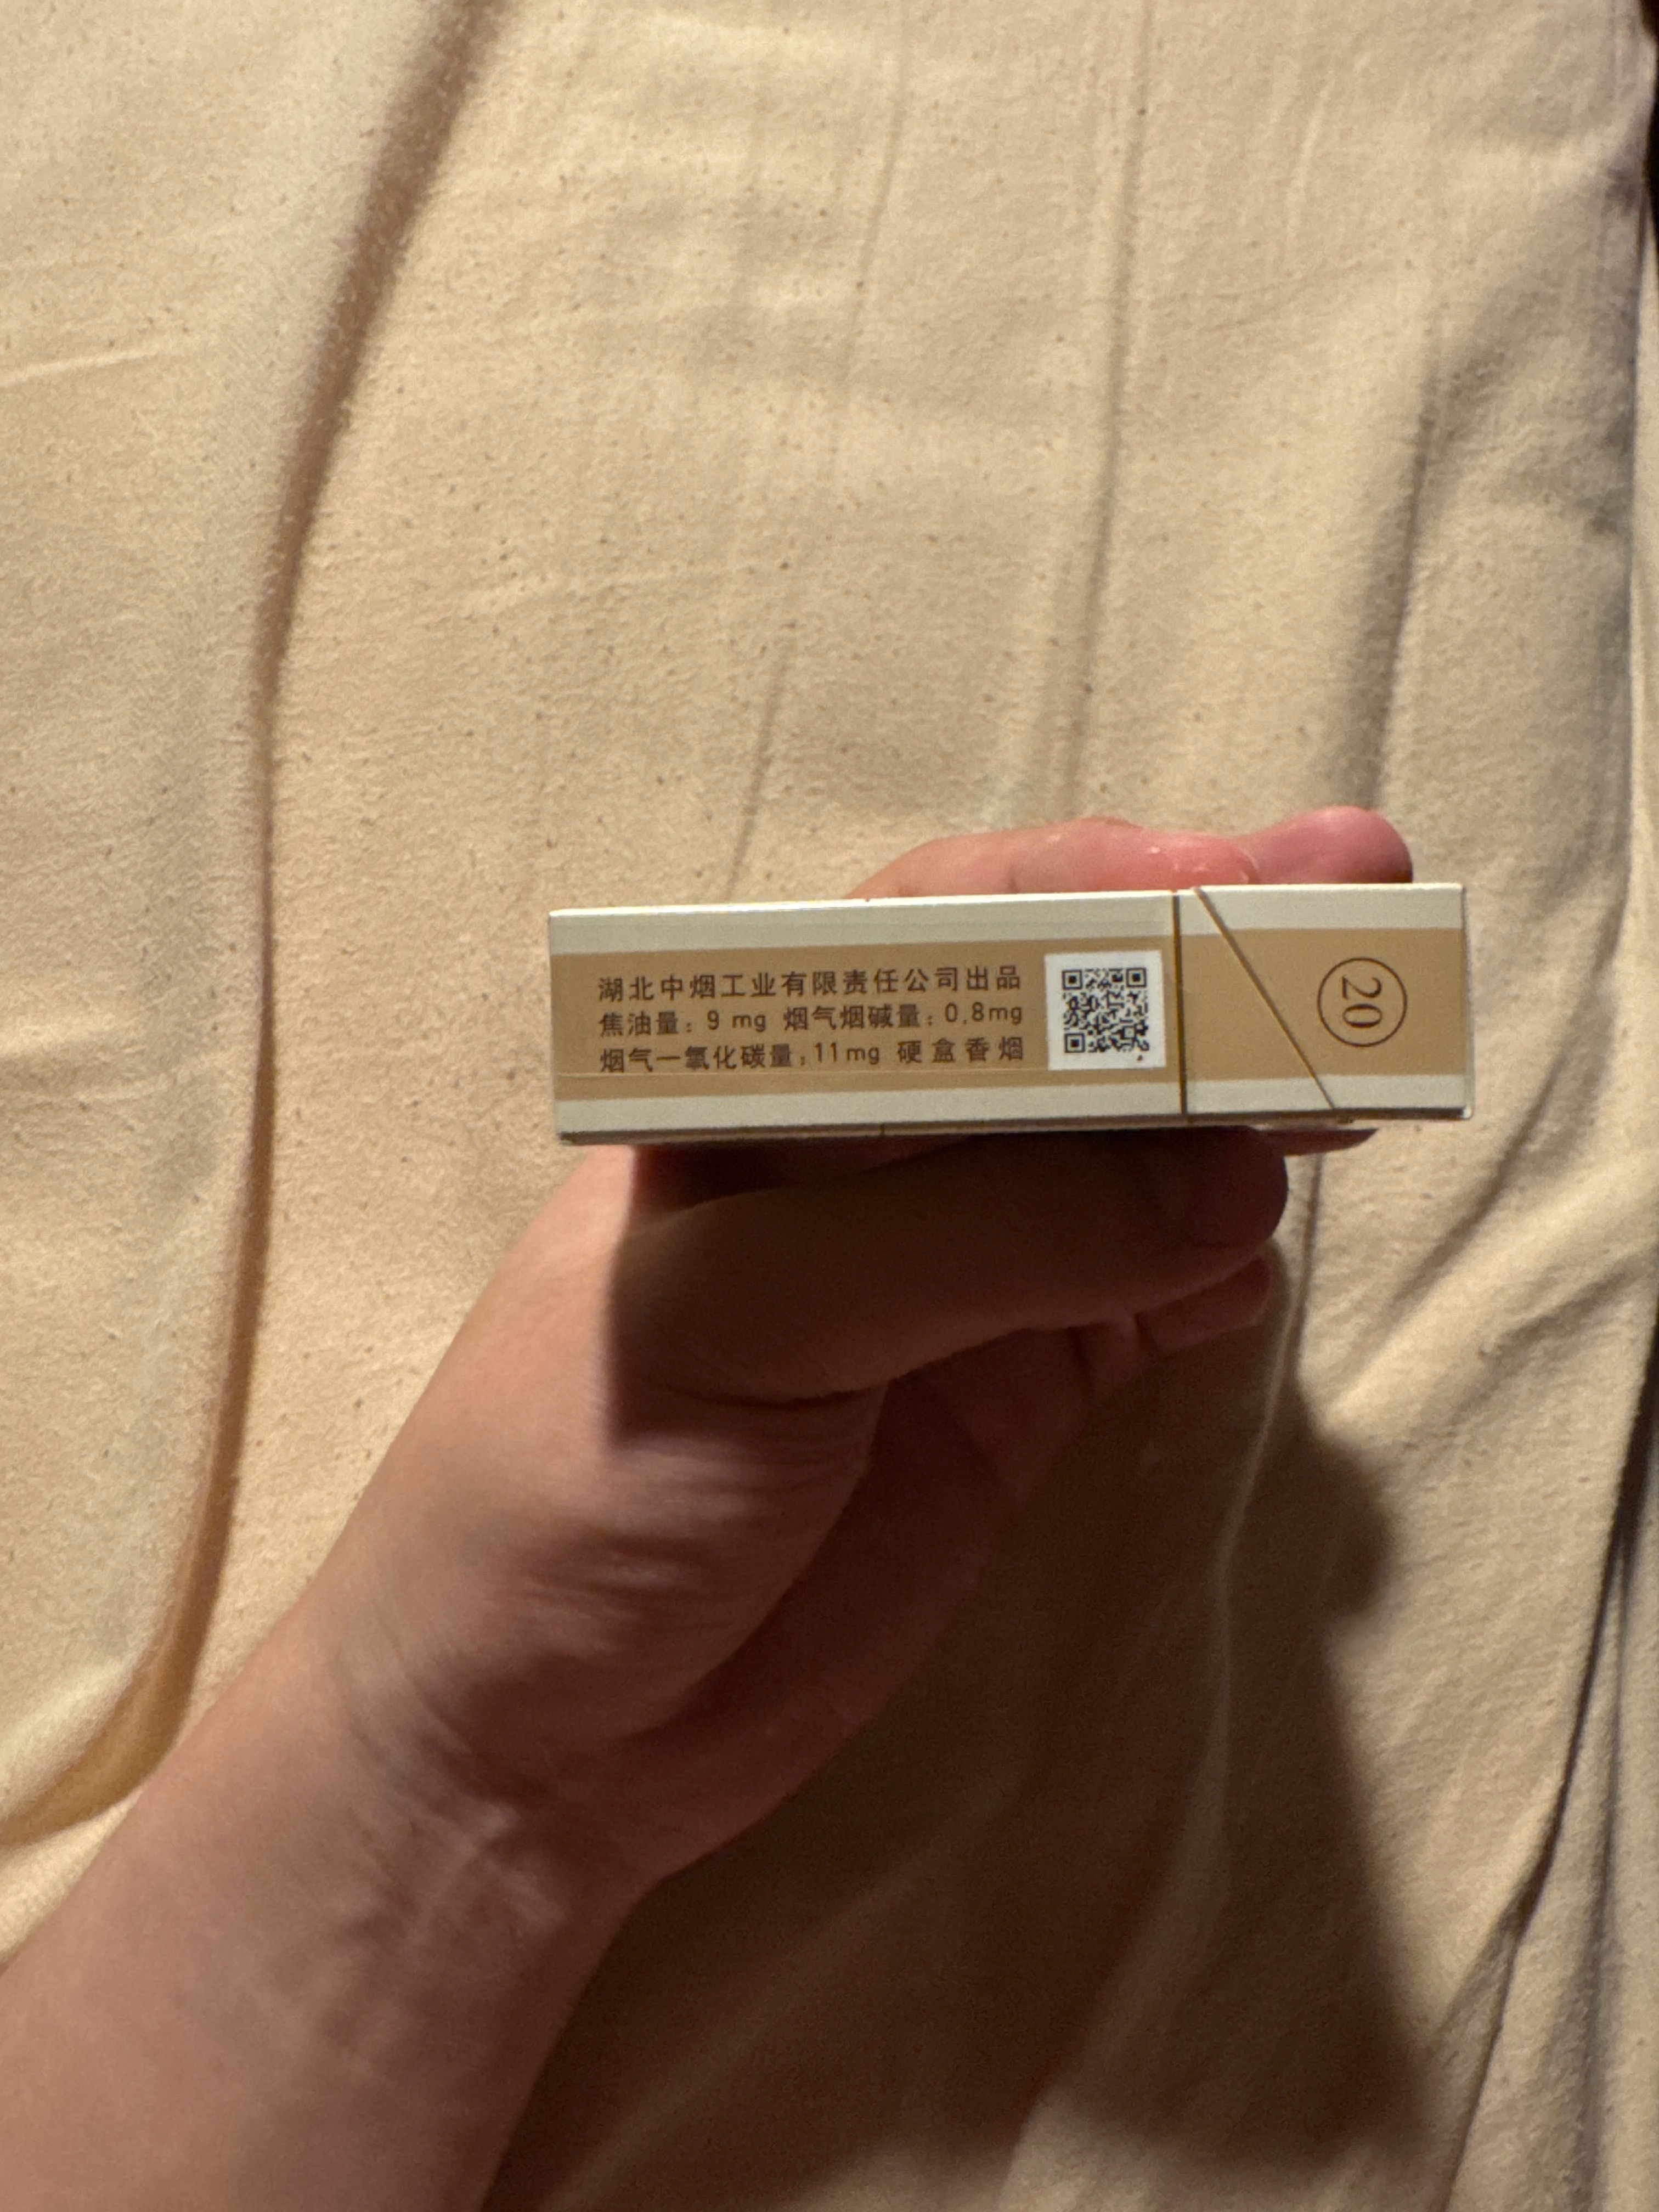 湖北中烟工业有限责任公司出品
焦油量：9 mg 烟气烟碱量：0.8mg
烟气一氧化碳量：11mg 硬盒香烟
20